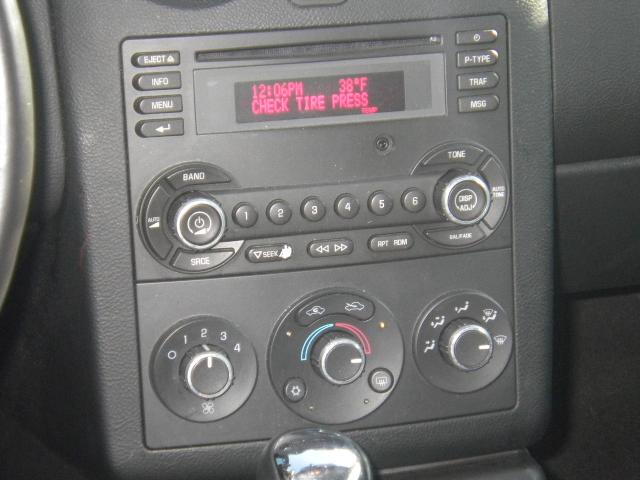 EJECT
INFO
MENU
12:06PM 38°F
CHECK TIRE PRESS
TEMP
P-TYPE
TRAF
MSG
BAND
AUTO
SRCE
1 2 3 4 5 6
SEEK
RPT RDM
TONE
DISP
ADJ
AUTO
TONE
BAL/FADE
0 1 2 3 4